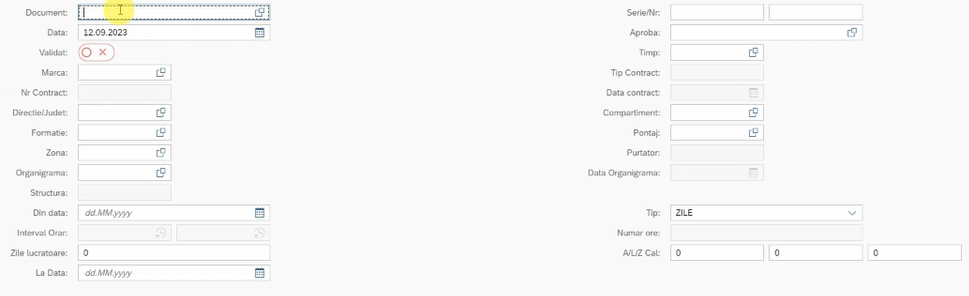 Document: Serie/Nr:
Data: 12.09.2023 Aproba:
Validat: Timp:
Marca: Tip Contract:
Nr Contract: Data contract:
Directie/Judet: Compartiment:
Formatie: Pontaj:
Zona: Purtator:
Organigrama: Data Organigrama:
Structura:
Din data: dd.MM.yyyy Tip: ZILE
Interval Orar: Numar ore:
Zile lucratoare: 0 A/L/Z Cal: 0 0 0
La Data: dd.MM.yyyy